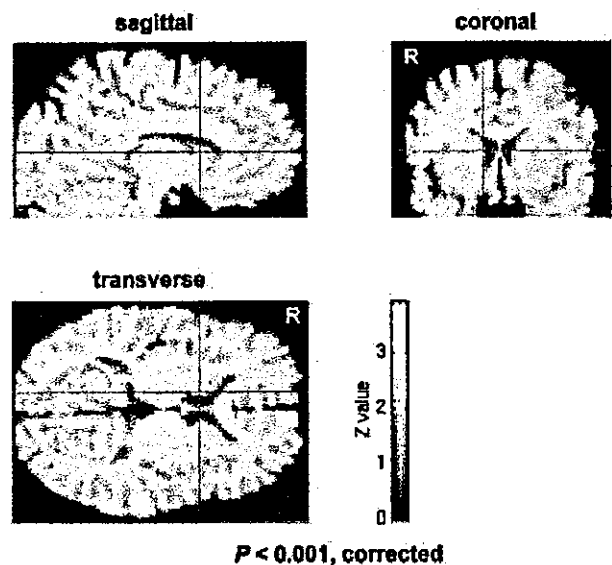 sagittal
coronal
R
transverse
R
3
2
1
0
Z value
P < 0.001, corrected